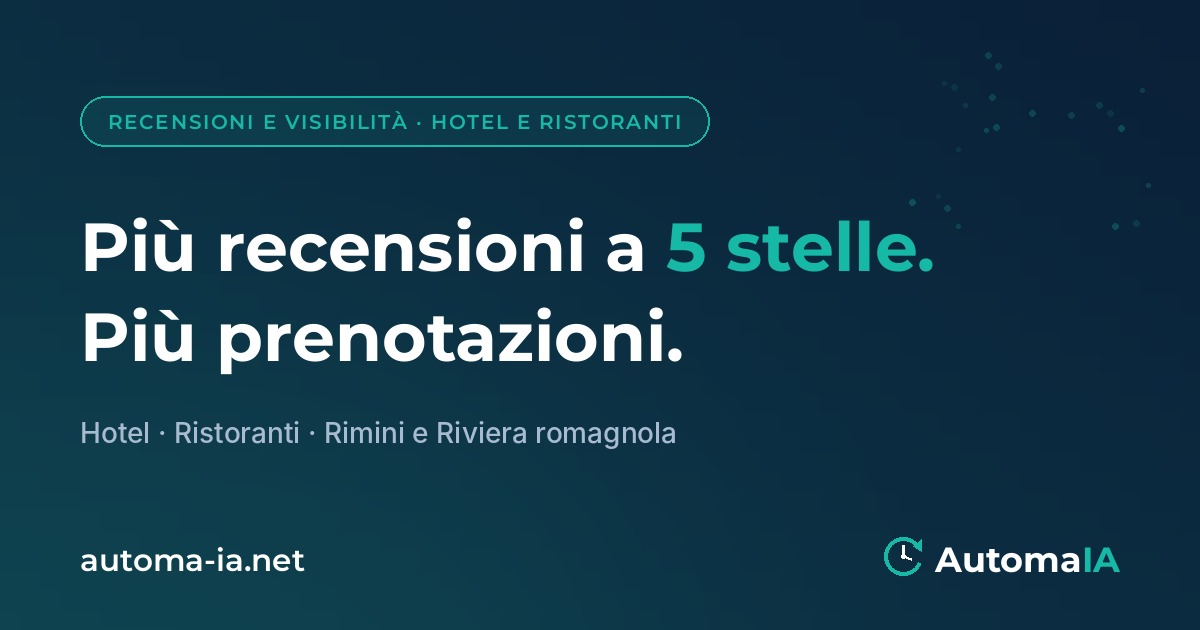 RECENSIONI E VISIBILITÀ · HOTEL E RISTORANTI
Più recensioni a 5 stelle.
Più prenotazioni.
Hotel · Ristoranti · Rimini e Riviera romagnola
automa-ia.net
AutomaIA